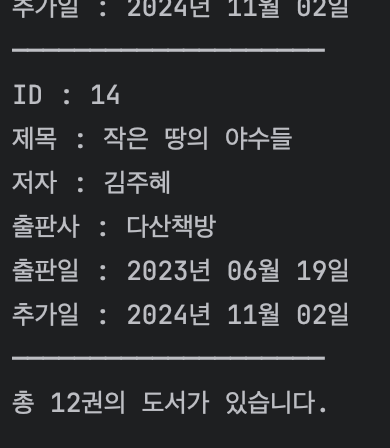 추가일 : 2024년 11월 02일
ID : 14
제목 : 작은 땅의 야수들
저자 : 김주혜
출판사 : 다산책방
출판일 : 2023년 06월 19일
추가일 : 2024년 11월 02일
총 12권의 도서가 있습니다.